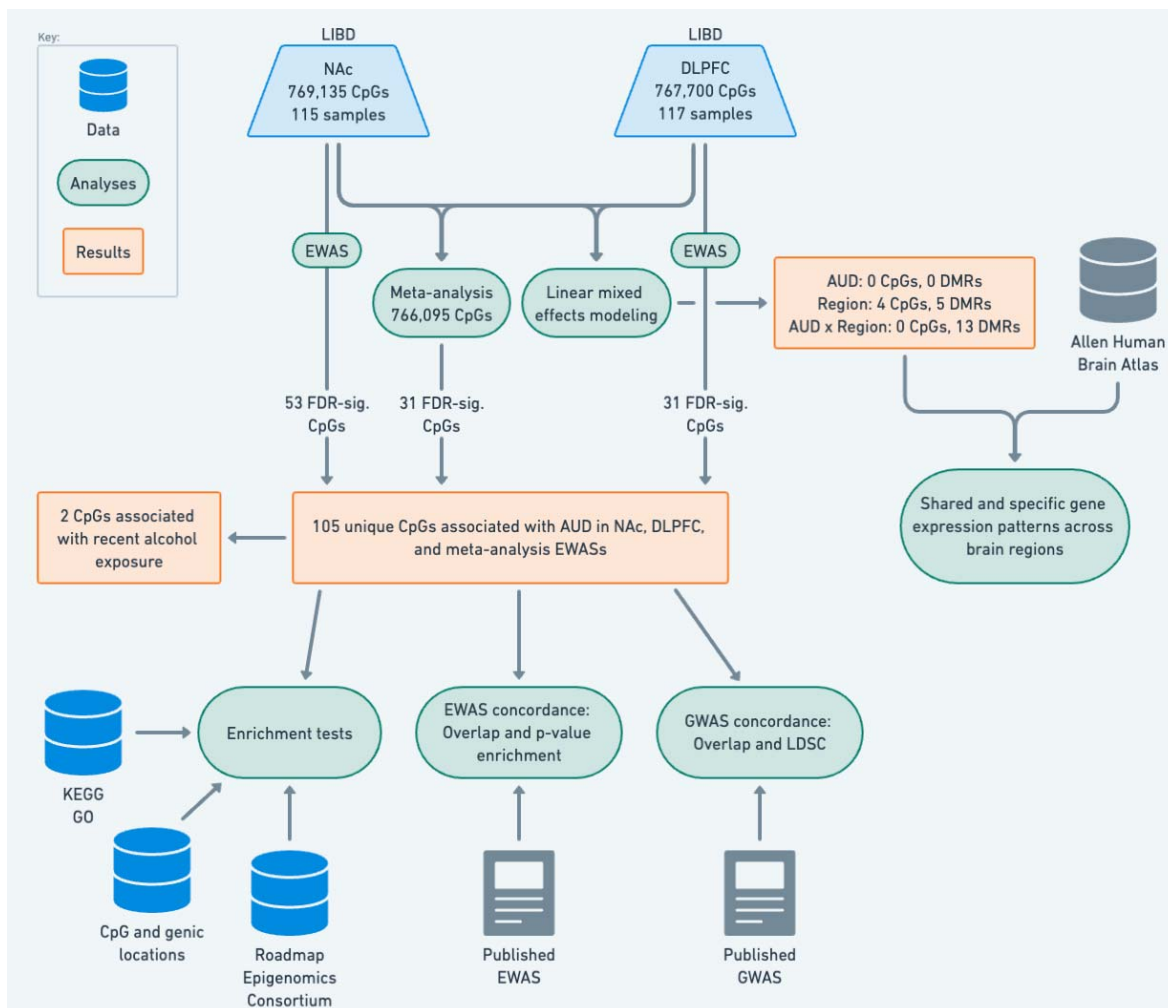 Key:
Data
Analyses
Results
LIBD
NAc
769,135 CpGs
115 samples
LIBD
DLPFC
767,700 CpGs
117 samples
EWAS
EWAS
Meta-analysis
766,095 CpGs
Linear mixed
effects modeling
AUD: 0 CpGs, 0 DMRs
Region: 4 CpGs, 5 DMRs
AUD x Region: 0 CpGs, 13 DMRs
Allen Human
Brain Atlas
53 FDR-sig.
CpGs
31 FDR-sig.
CpGs
31 FDR-sig.
CpGs
2 CpGs associated
with recent alcohol
exposure
105 unique CpGs associated with AUD in NAc, DLPFC,
and meta-analysis EWASs
Shared and specific gene
expression patterns across
brain regions
Enrichment tests
EWAS concordance:
Overlap and p-value
enrichment
GWAS concordance:
Overlap and LDSC
KEGG
GO
CpG and genic
locations
Roadmap
Epigenomics
Consortium
Published
EWAS
Published
GWAS